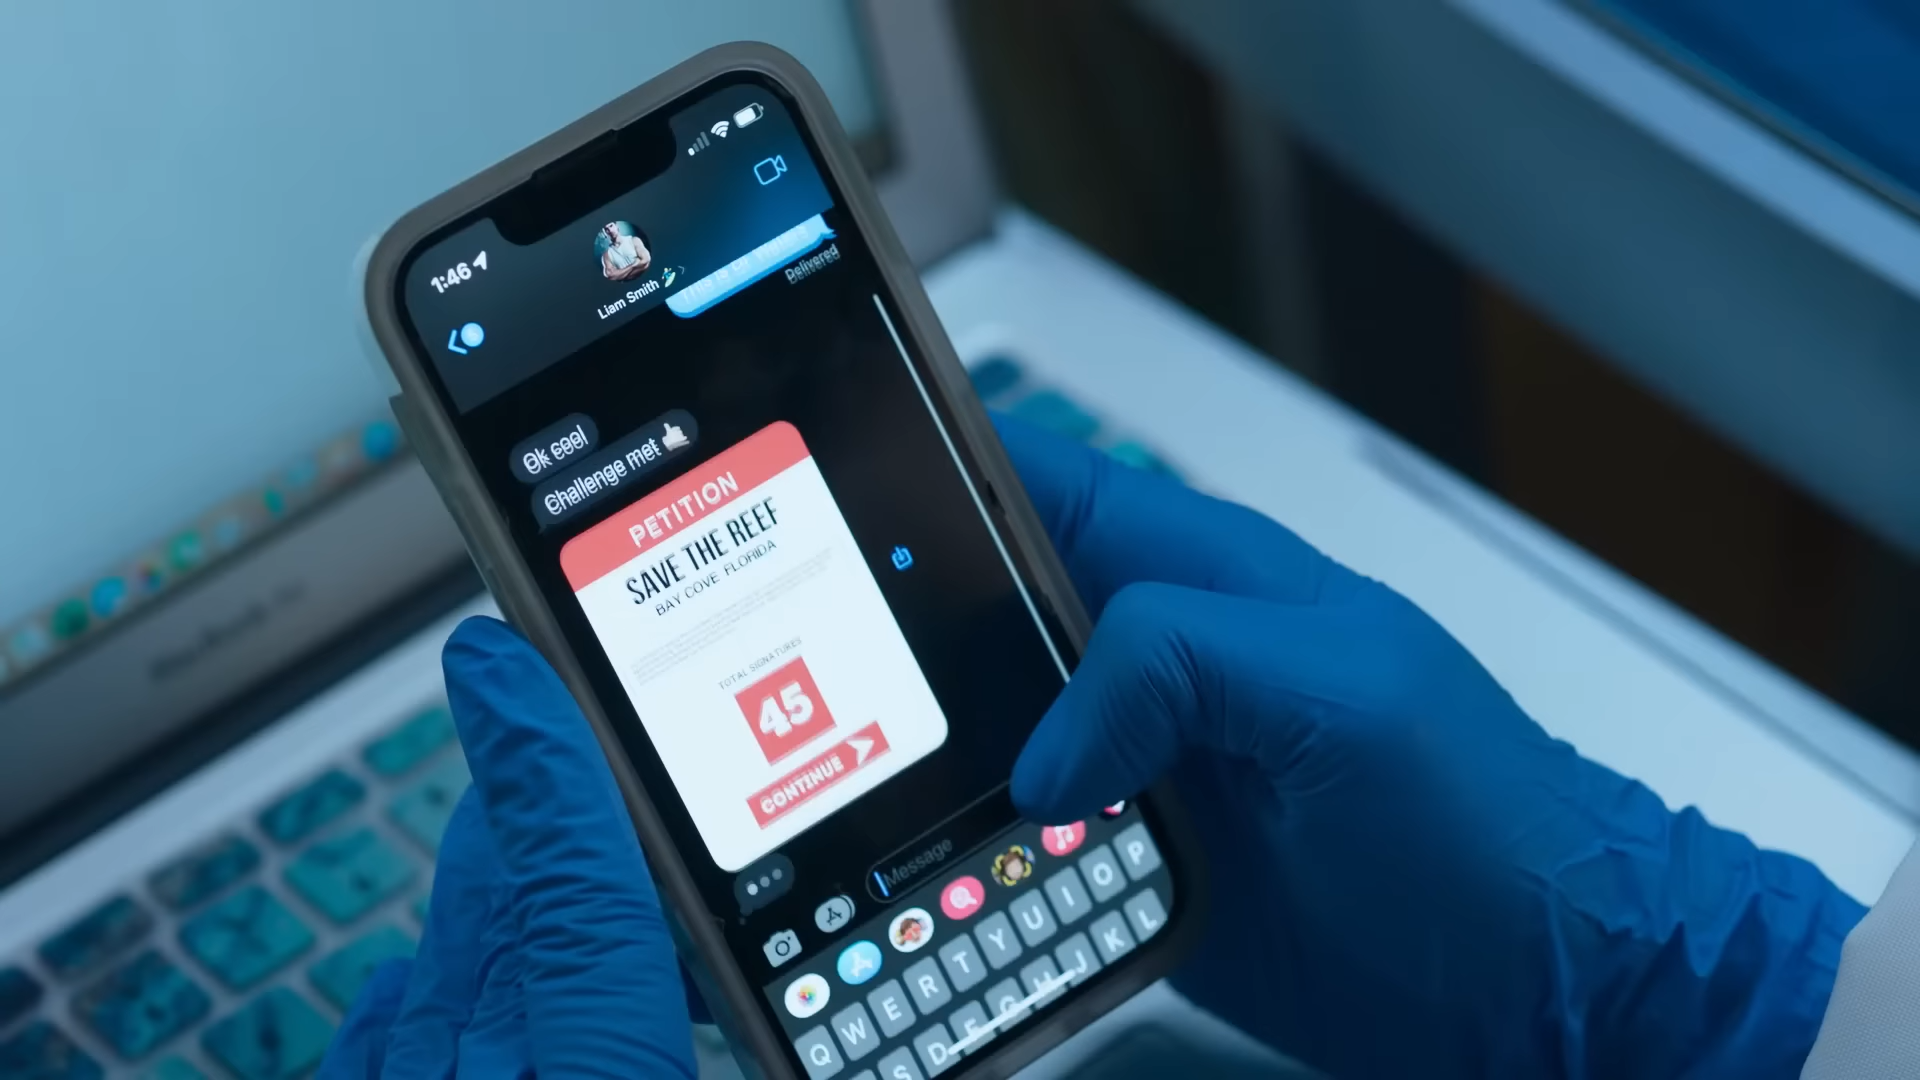 1:46
Liam Smith
Delivered
Ok cool
Challenge met
PETITION
SAVE THE REEF
BAY COVE FLORIDA
TOTAL SIGNATURES
45
CONTINUE
Message
Q W E R T Y U I O P
S D F G H J K L